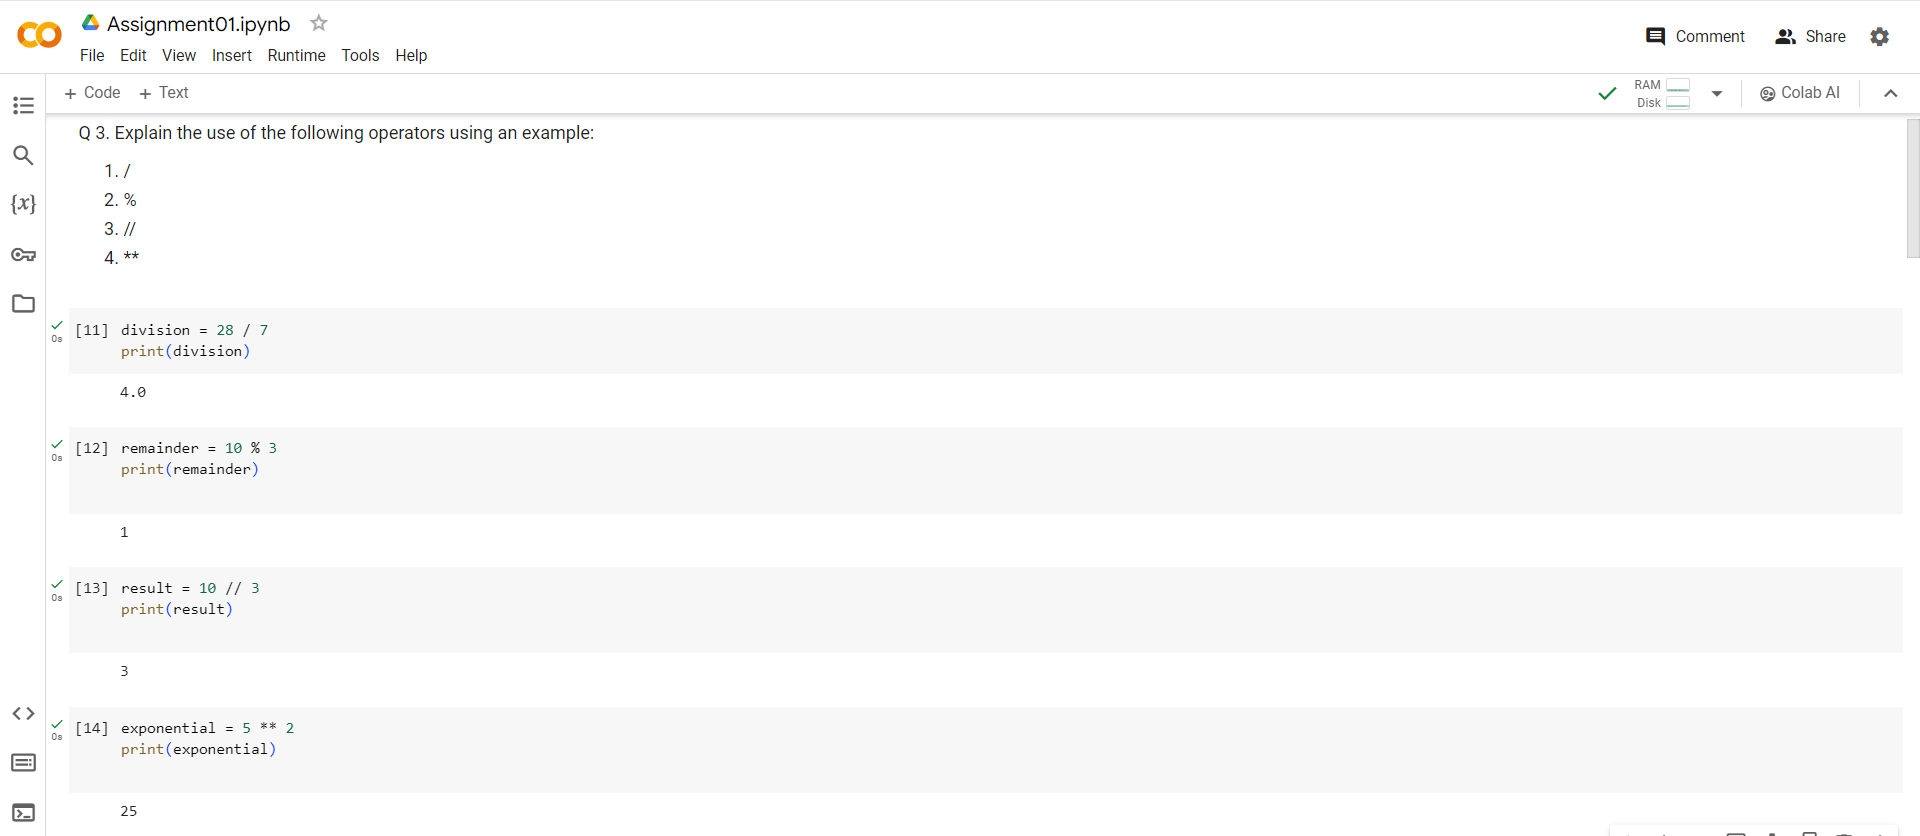 Assignment01.ipynb
File Edit View Insert Runtime Tools Help
Comment Share
+ Code + Text
RAM
Disk
Colab AI
Q 3. Explain the use of the following operators using an example:
1. /
2. %
3. //
4. **
{x}
[11] division = 28 / 7
0s
print(division)
4.0
[12] remainder = 10 % 3
0s
print(remainder)
1
[13] result = 10 // 3
0s
print(result)
3
[14] exponential = 5 ** 2
0s
print(exponential)
25